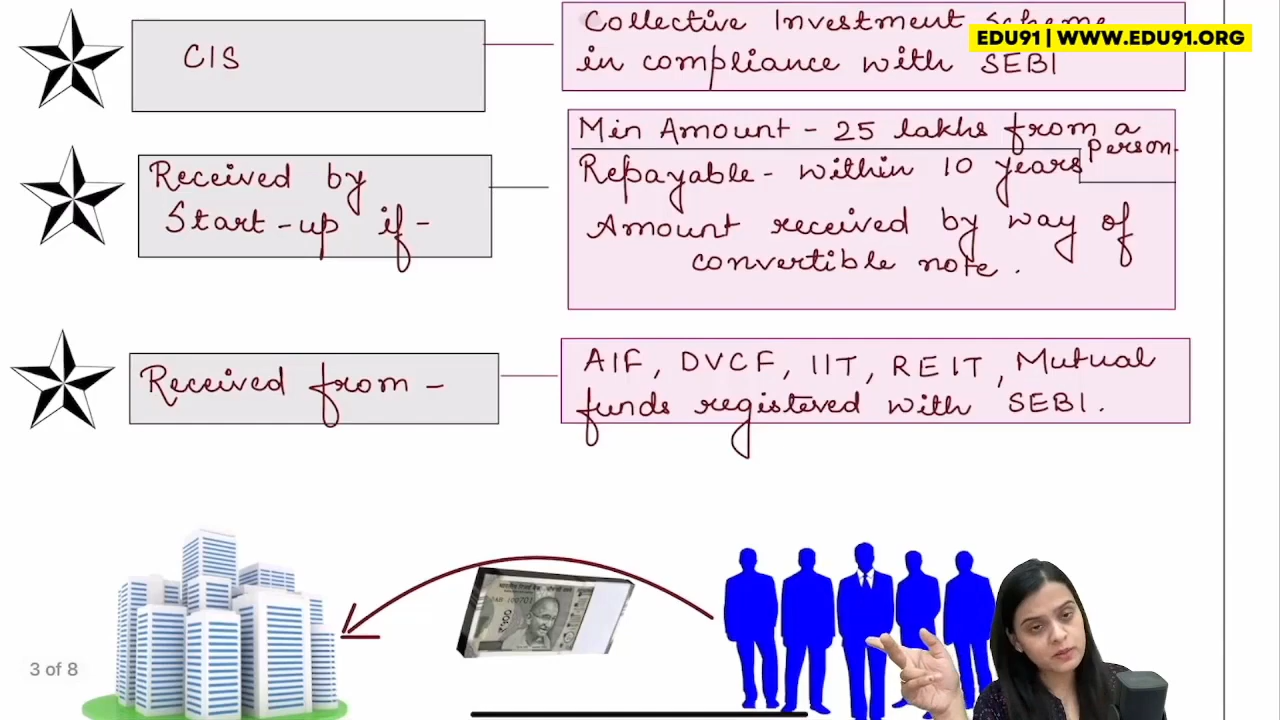 Collective Investment Scheme
EDU91 | WWW.EDU91.ORG
CIS
in compliance with SEBI
Min Amount - 25 lakhs from a person.
Received by
Start-up if -
Repayable - within 10 years
Amount received by way of
convertible note.
Received from -
AIF, DVCF, IIT, REIT, Mutual
funds registered with SEBI.
3 of 8